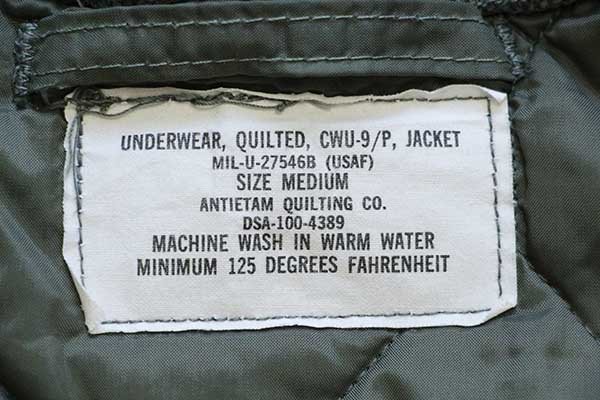 UNDERWEAR, QUILTED, CWU-9/P, JACKET
MIL-U-27546B (USAF)
SIZE MEDIUM
ANTIETAM QUILTING CO.
DSA-100-4389
MACHINE WASH IN WARM WATER
MINIMUM 125 DEGREES FAHRENHEIT